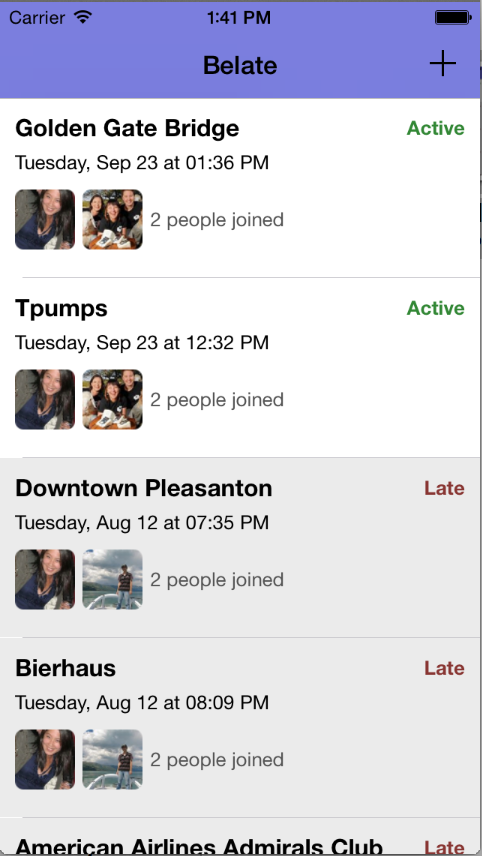 Carrier 1:41 PM
Belate
Golden Gate Bridge Active
Tuesday, Sep 23 at 01:36 PM
2 people joined
Tpumps Active
Tuesday, Sep 23 at 12:32 PM
2 people joined
Downtown Pleasanton Late
Tuesday, Aug 12 at 07:35 PM
2 people joined
Bierhaus Late
Tuesday, Aug 12 at 08:09 PM
2 people joined
American Airlines Admirals Club Late